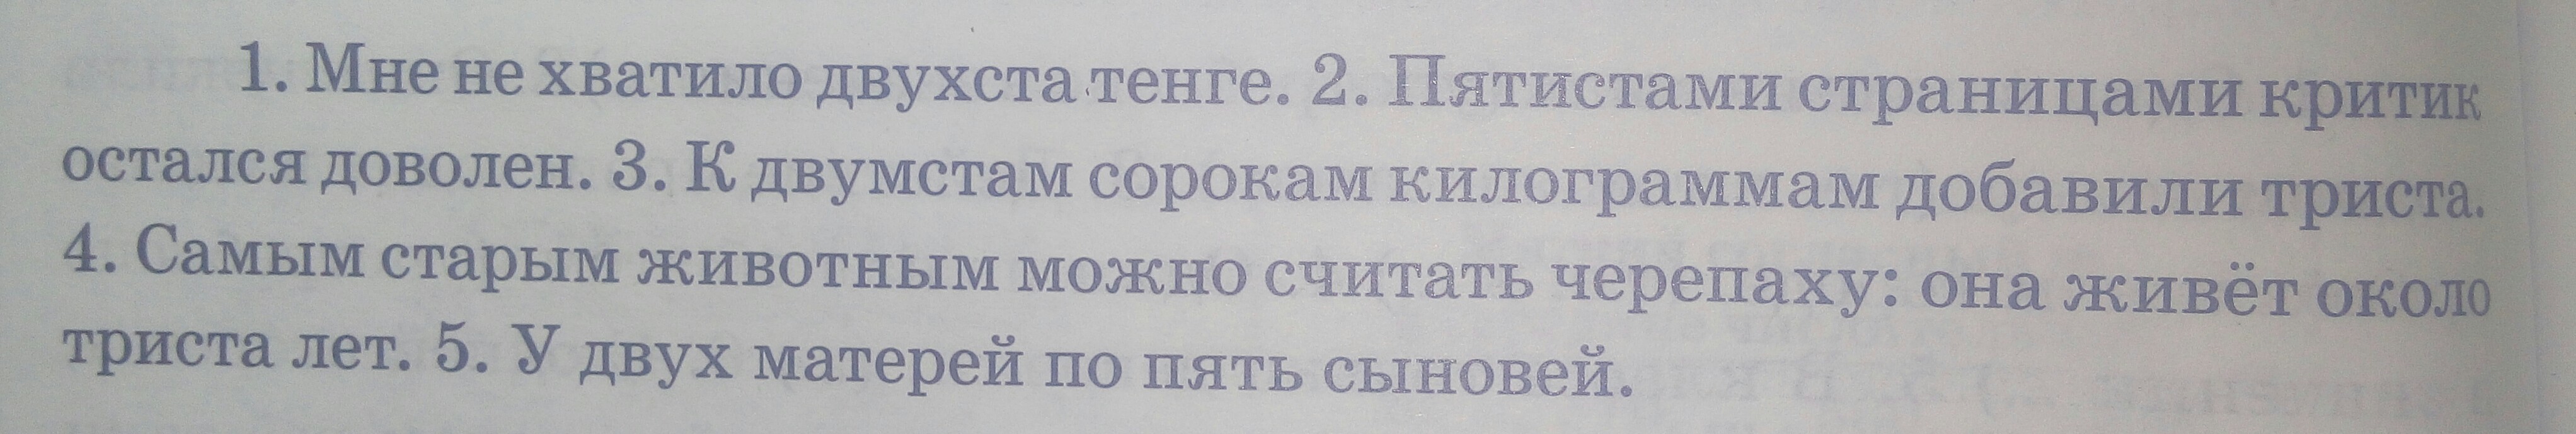 1. Мне не хватило двухста тенге. 2. Пятистами страницами критик
остался доволен. 3. К двумстам сорокам килограммам добавили триста.
4. Самым старым животным можно считать черепаху: она живёт около
триста лет. 5. У двух матерей по пять сыновей.